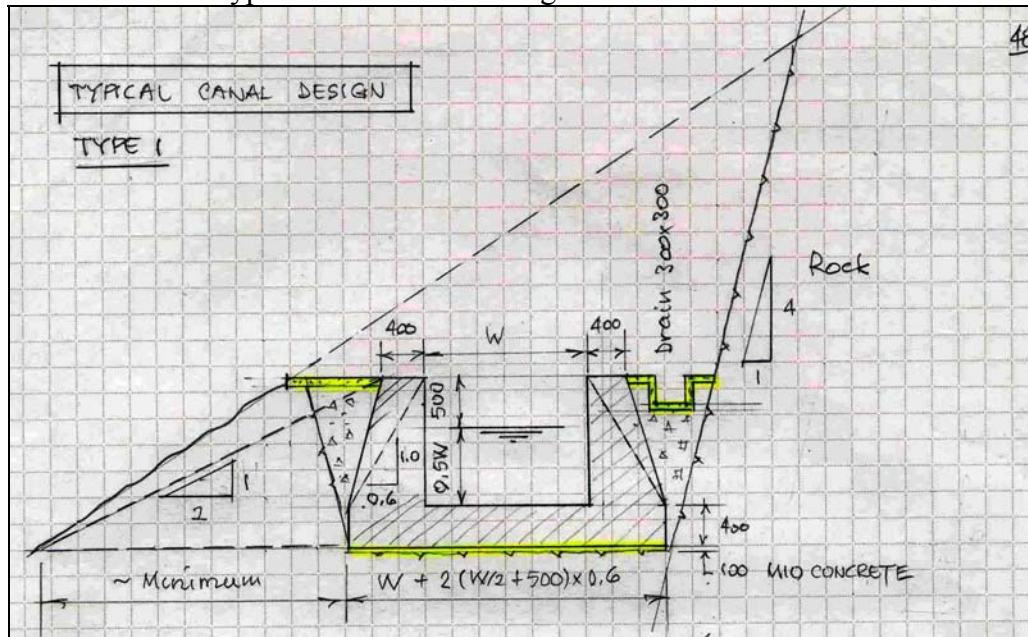 48
TYPICAL CANAL DESIGN
TYPE 1
Drain 300x300
Rock
4
1
400
W
400
500
0,5W
1.0
0.6
1
2
400
100 M10 CONCRETE
~ Minimum
W + 2 (W/2 + 500) x 0.6